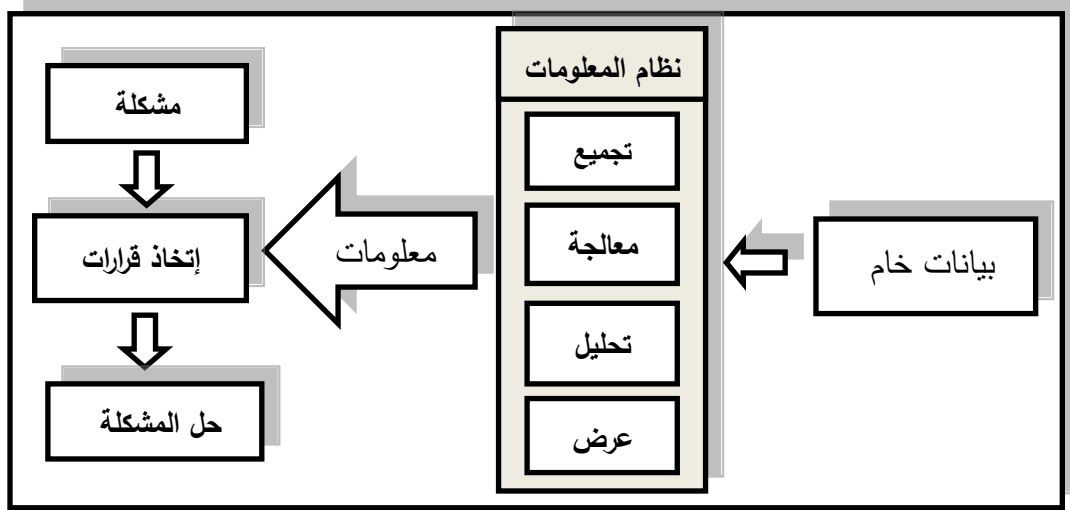 بيانات خام
نظام المعلومات
تجميع
معالجة
تحليل
عرض
معلومات
مشكلة
إتخاذ قرارات
حل المشكلة